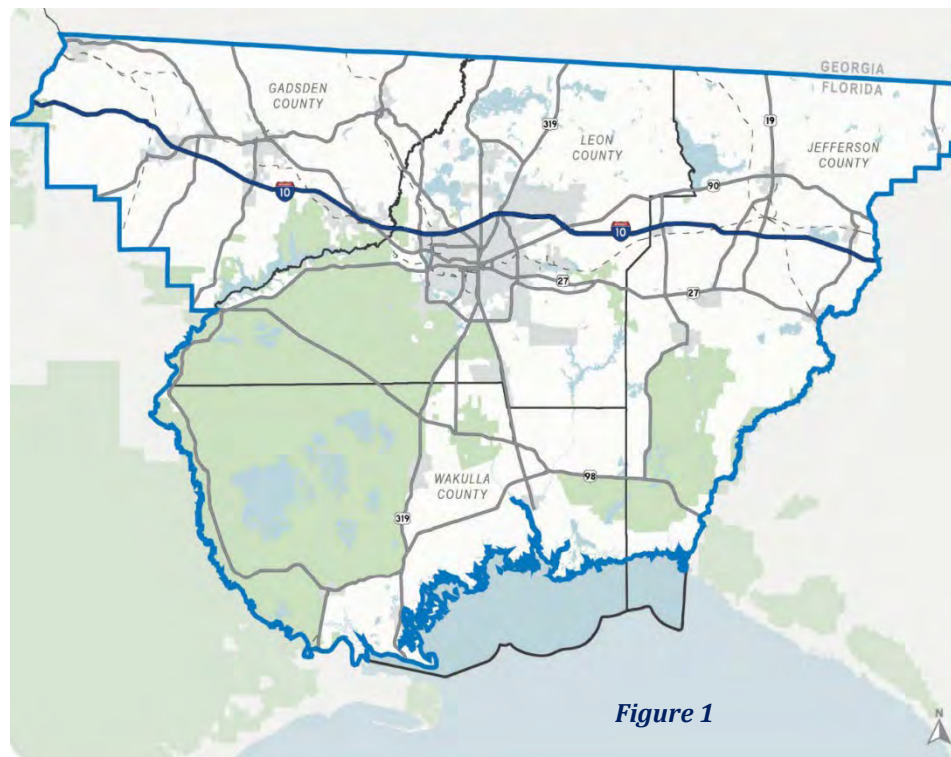 GEORGIA
FLORIDA
GADSDEN
COUNTY
319
LEON
COUNTY
19
JEFFERSON
COUNTY
90
10
10
27
27
98
WAKULLA
COUNTY
319
Figure 1
N